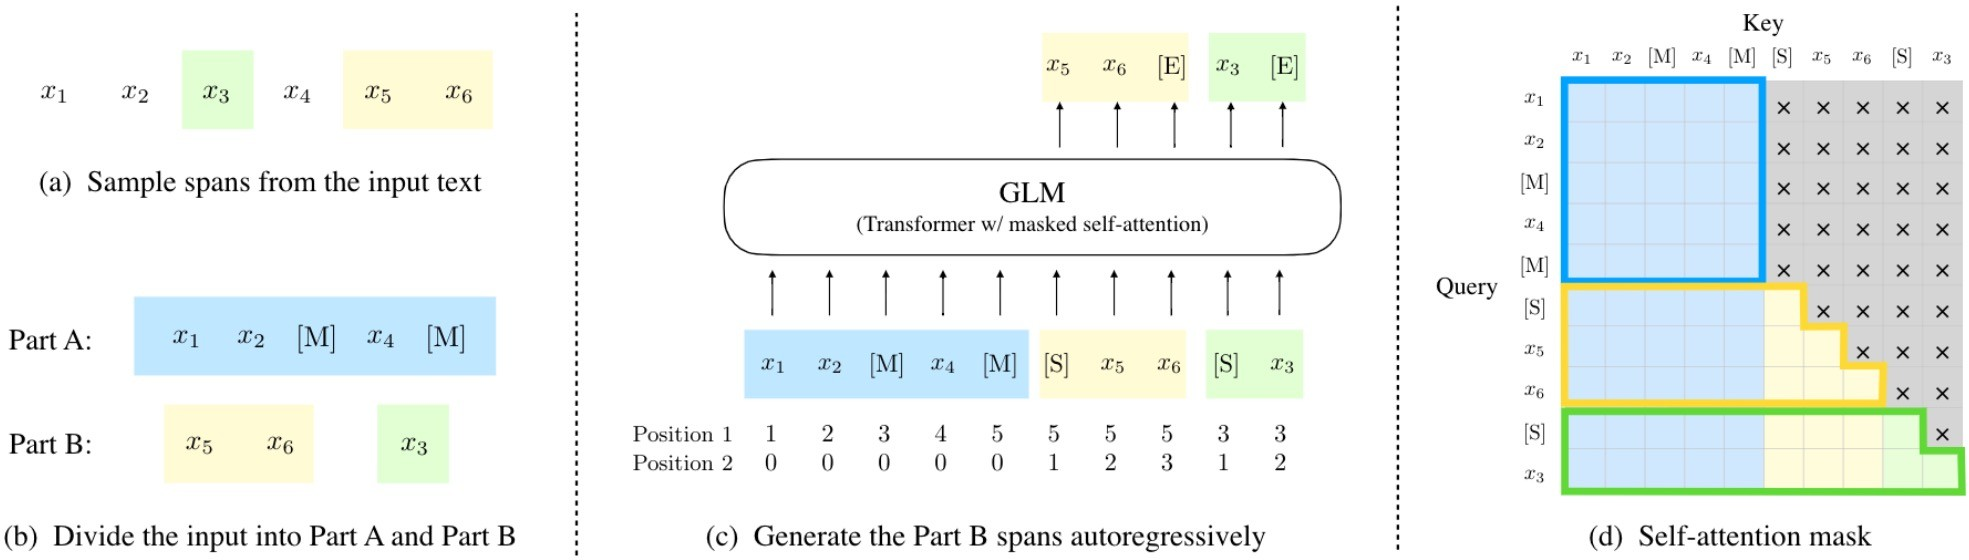 x1 x2 x3 x4 x5 x6
(a) Sample spans from the input text
Part A: x1 x2 [M] x4 [M]
Part B: x5 x6 x3
(b) Divide the input into Part A and Part B
x5 x6 [E] x3 [E]
GLM
(Transformer w/ masked self-attention)
x1 x2 [M] x4 [M] [S] x5 x6 [S] x3
Position 1 1 2 3 4 5 5 5 5 3 3
Position 2 0 0 0 0 0 1 2 3 1 2
(c) Generate the Part B spans autoregressively
Key
x1 x2 [M] x4 [M] [S] x5 x6 [S] x3
Query
x1 × × × × ×
x2 × × × × ×
[M] × × × × ×
x4 × × × × ×
[M] × × × × ×
[S] × × × ×
x5 × × ×
x6 × ×
[S] ×
x3
(d) Self-attention mask